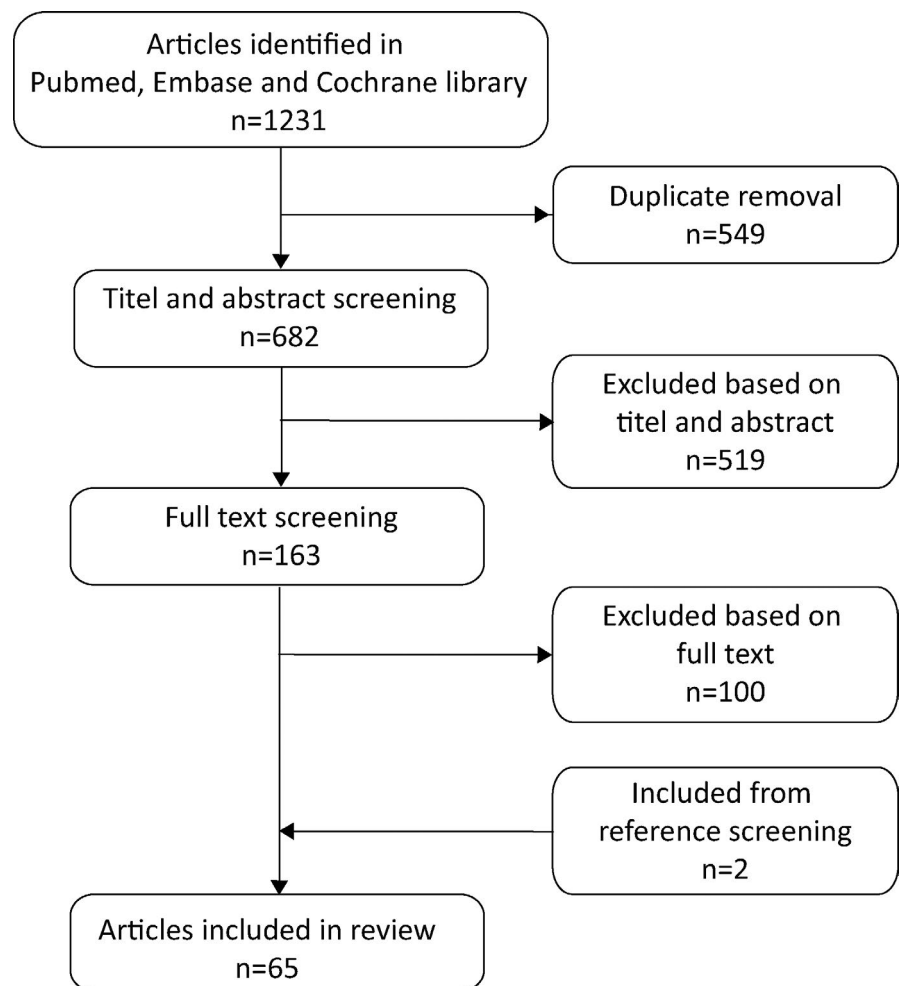 Articles identified in
Pubmed, Embase and Cochrane library
n=1231
Duplicate removal
n=549
Titel and abstract screening
n=682
Excluded based on
titel and abstract
n=519
Full text screening
n=163
Excluded based on
full text
n=100
Included from
reference screening
n=2
Articles included in review
n=65